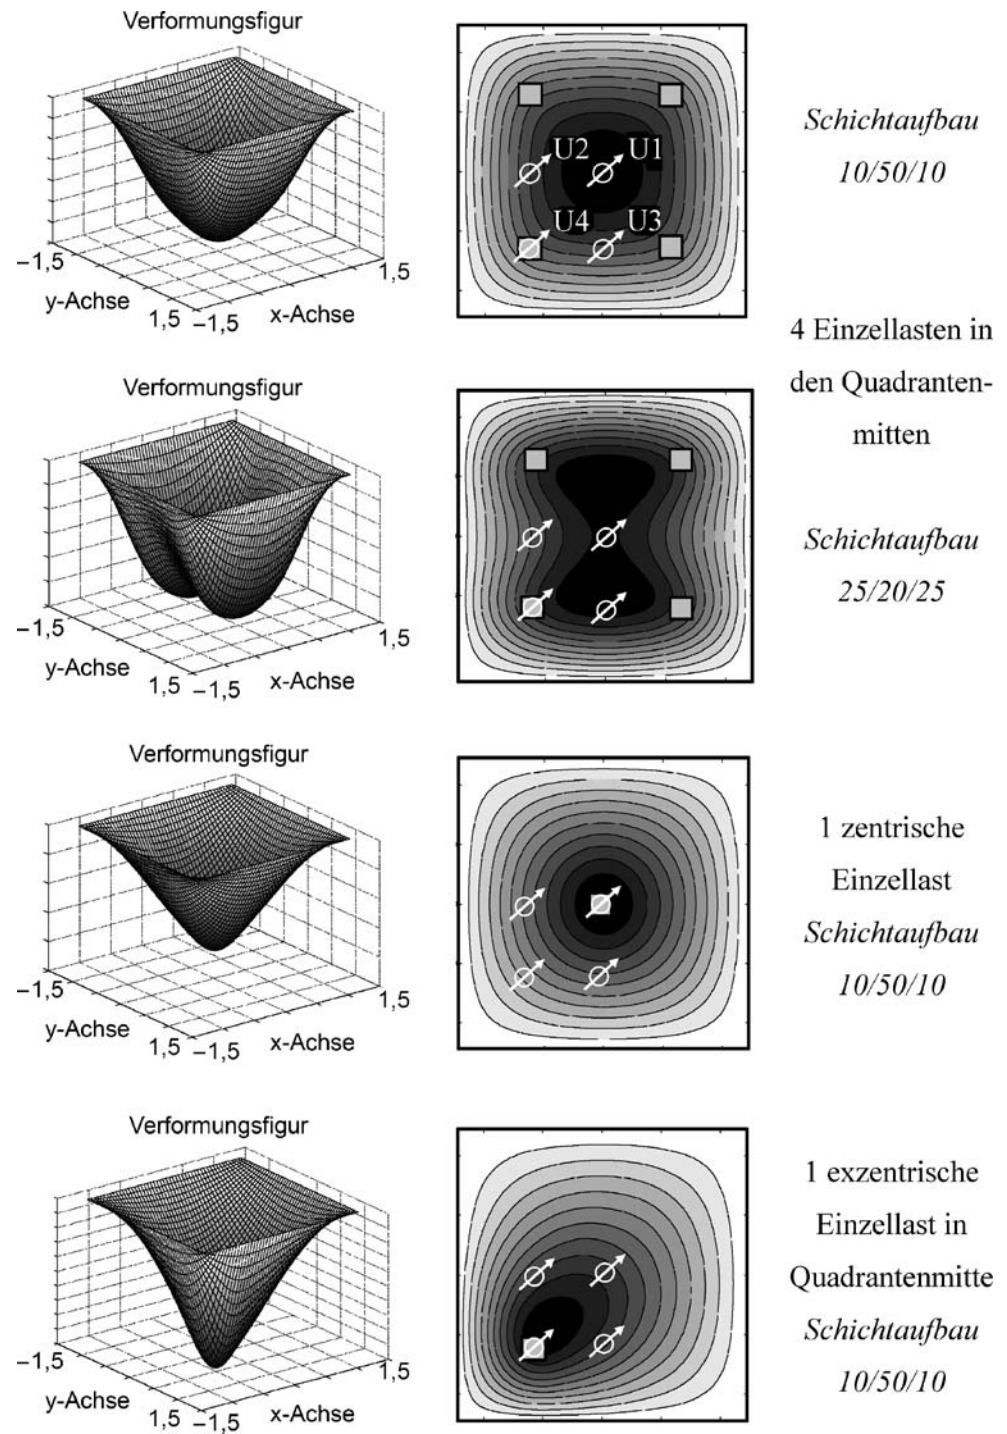 Verformungsfigur
–1,5
y-Achse
1,5
–1,5
x-Achse
1,5
U2
U1
U4
U3
Schichtaufbau
10/50/10
4 Einzellasten in
den Quadranten-
mitten
Verformungsfigur
–1,5
y-Achse
1,5
–1,5
x-Achse
1,5
Schichtaufbau
25/20/25
Verformungsfigur
–1,5
y-Achse
1,5
–1,5
x-Achse
1,5
1 zentrische
Einzellast
Schichtaufbau
10/50/10
Verformungsfigur
–1,5
y-Achse
1,5
–1,5
x-Achse
1,5
1 exzentrische
Einzellast in
Quadrantenmitte
Schichtaufbau
10/50/10